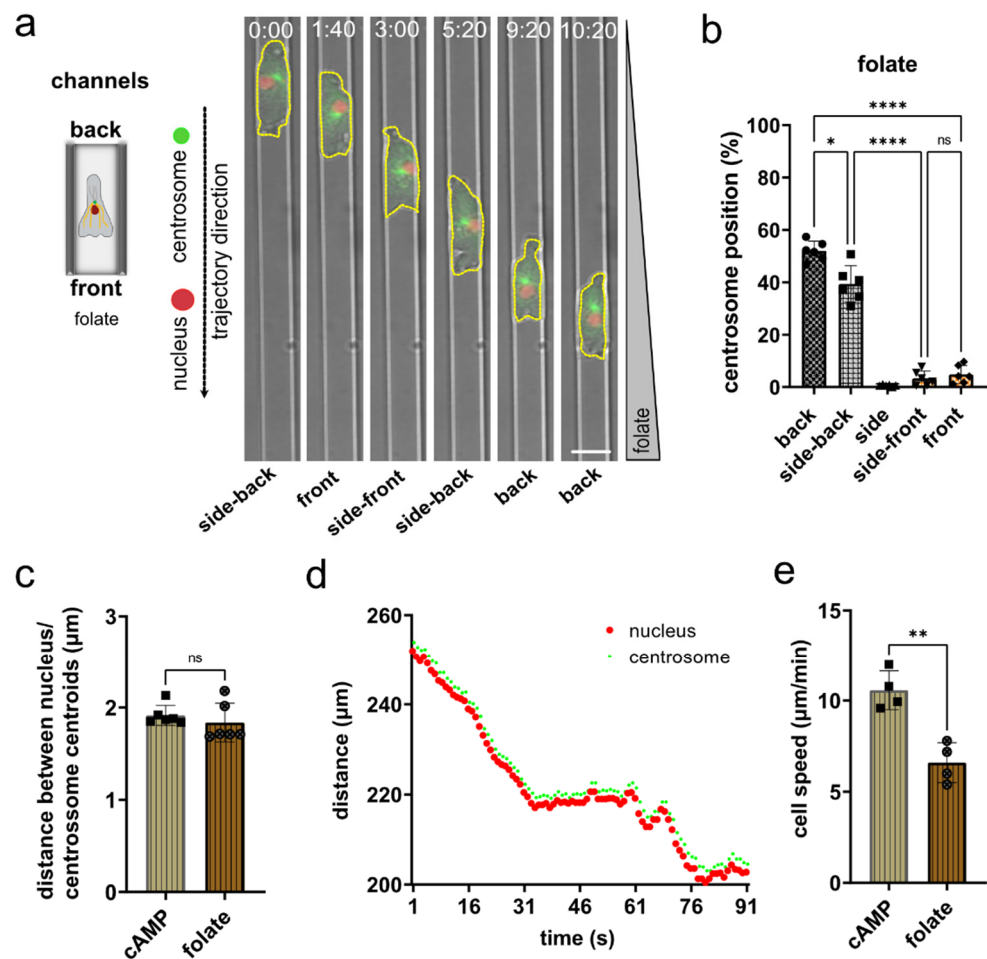 a
channels
back
front
folate
nucleus
centrosome
trajectory direction
0:00 1:40 3:00 5:20 9:20 10:20
folate
side-back front side-front side-back back back
b
folate
centrosome position (%)
**** 
* **** ns
100
80
60
40
20
0
back side-back side side-front front
c
distance between nucleus/
centrossome centroids (µm)
ns
3
2
1
0
cAMP folate
d
distance (µm)
260
240
220
200
nucleus
centrosome
1 16 31 46 61 76 91
time (s)
e
cell speed (µm/min)
**
15
10
5
0
cAMP folate